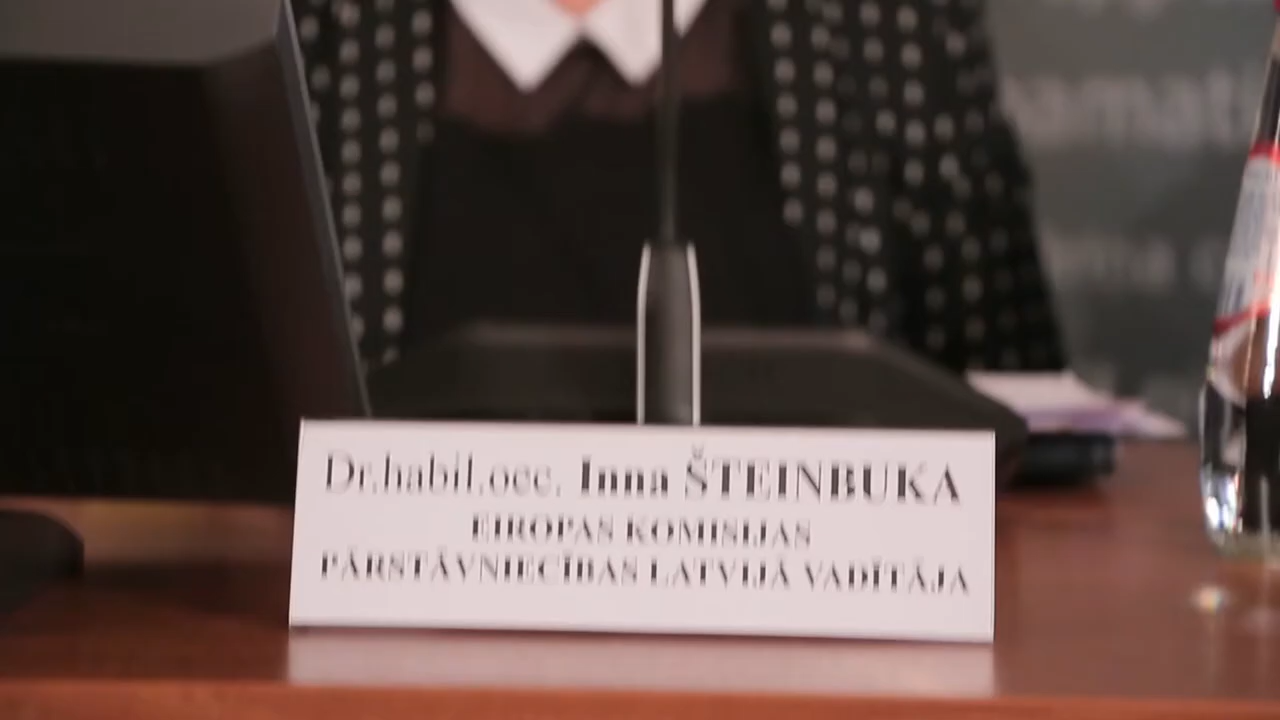 Dr.habil.oec. Inna ŠTEINBUKA
EIROPAS KOMISIJAS
PĀRSTĀVNIECĪBAS LATVIJĀ VADĪTĀJA